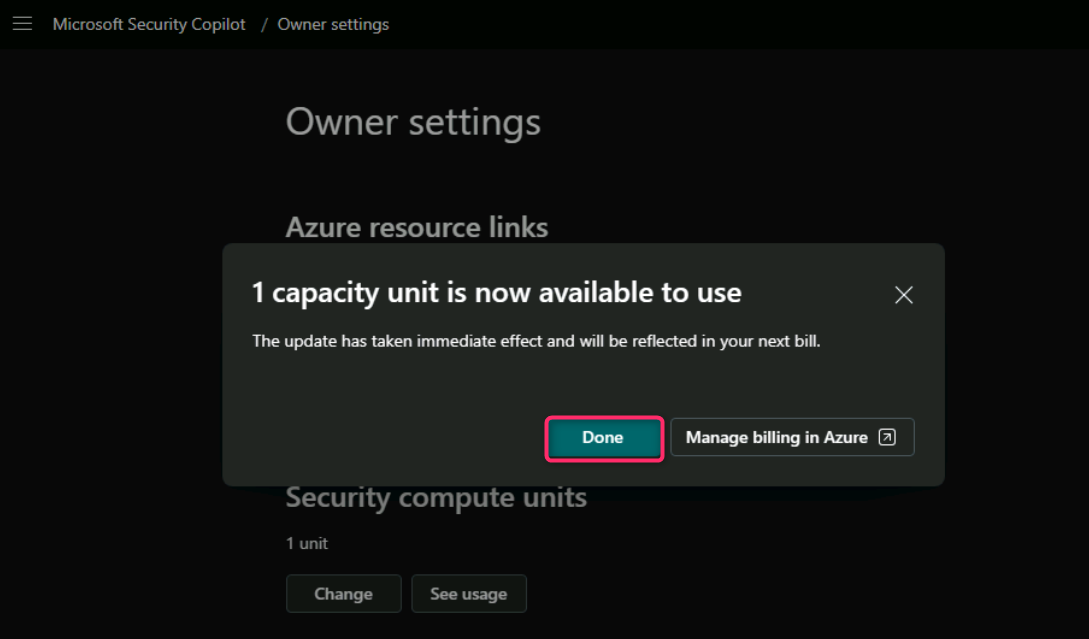 Microsoft Security Copilot / Owner settings
Owner settings
Azure resource links
1 capacity unit is now available to use
The update has taken immediate effect and will be reflected in your next bill.
Done Manage billing in Azure
Security compute units
1 unit
Change See usage